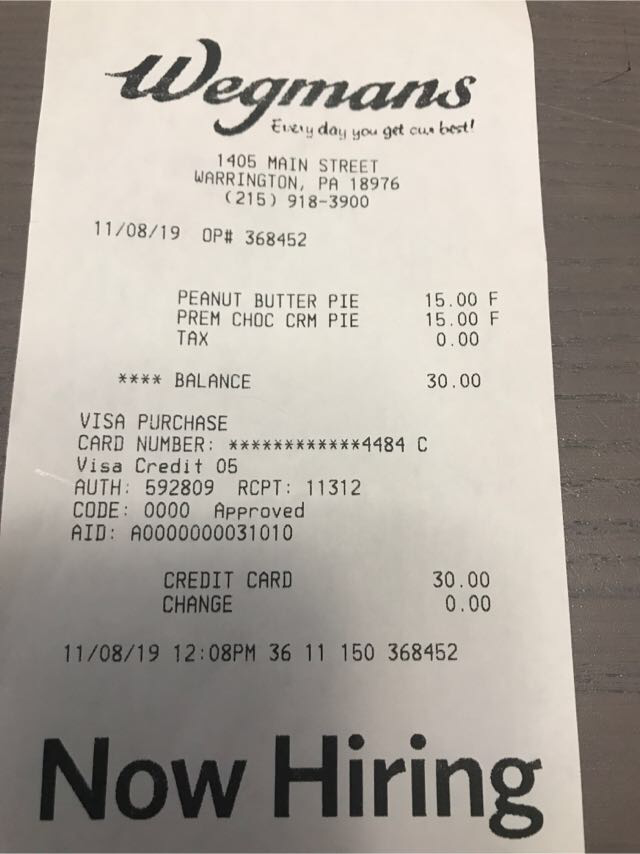 Wegmans
Every day you get our best!
1405 MAIN STREET
WARRINGTON, PA 18976
(215) 918-3900
11/08/19 OP# 368452
PEANUT BUTTER PIE 15.00 F
PREM CHOC CRM PIE 15.00 F
TAX 0.00
**** BALANCE 30.00
VISA PURCHASE
CARD NUMBER: ************4484 C
Visa Credit 05
AUTH: 592809 RCPT: 11312
CODE: 0000 Approved
AID: A0000000031010
CREDIT CARD 30.00
CHANGE 0.00
11/08/19 12:08PM 36 11 150 368452
Now Hiring